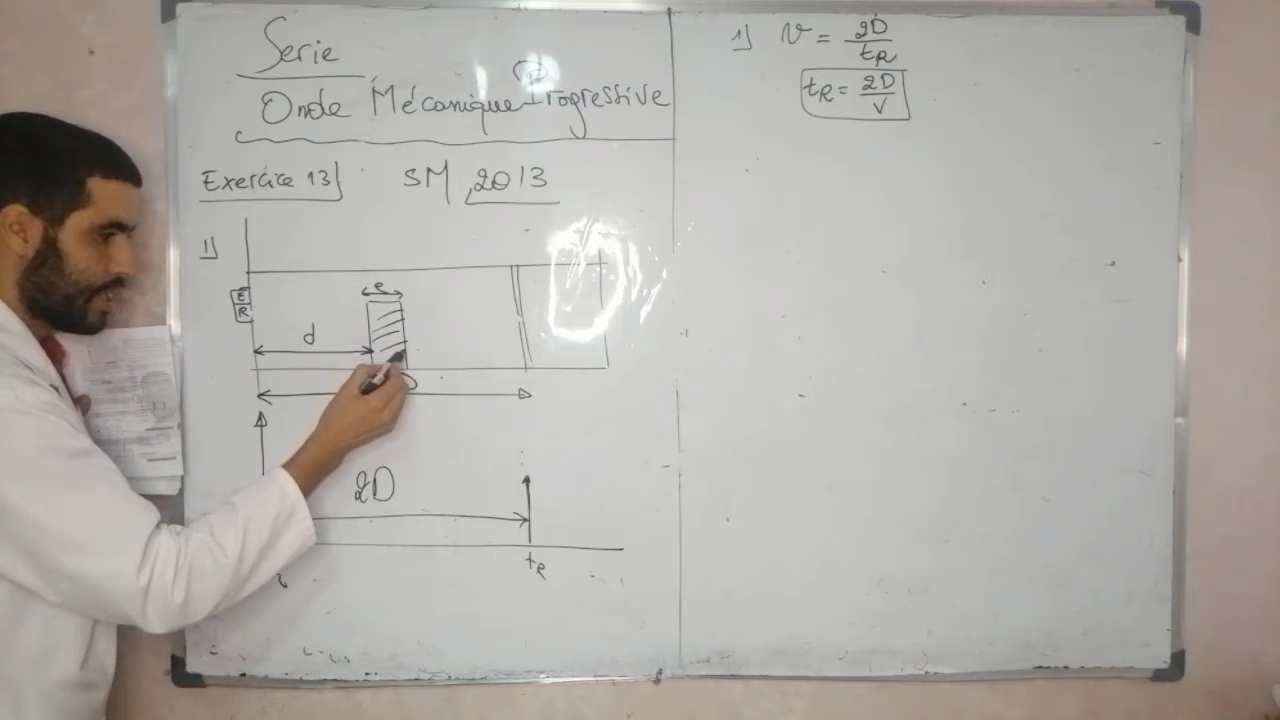 Serie
Onde Mécanique Progressive
Exercice 13 SM 2013
1)
E
R
e
d
D
2D
tR
1) V = 2D / tR
tR = 2D / V